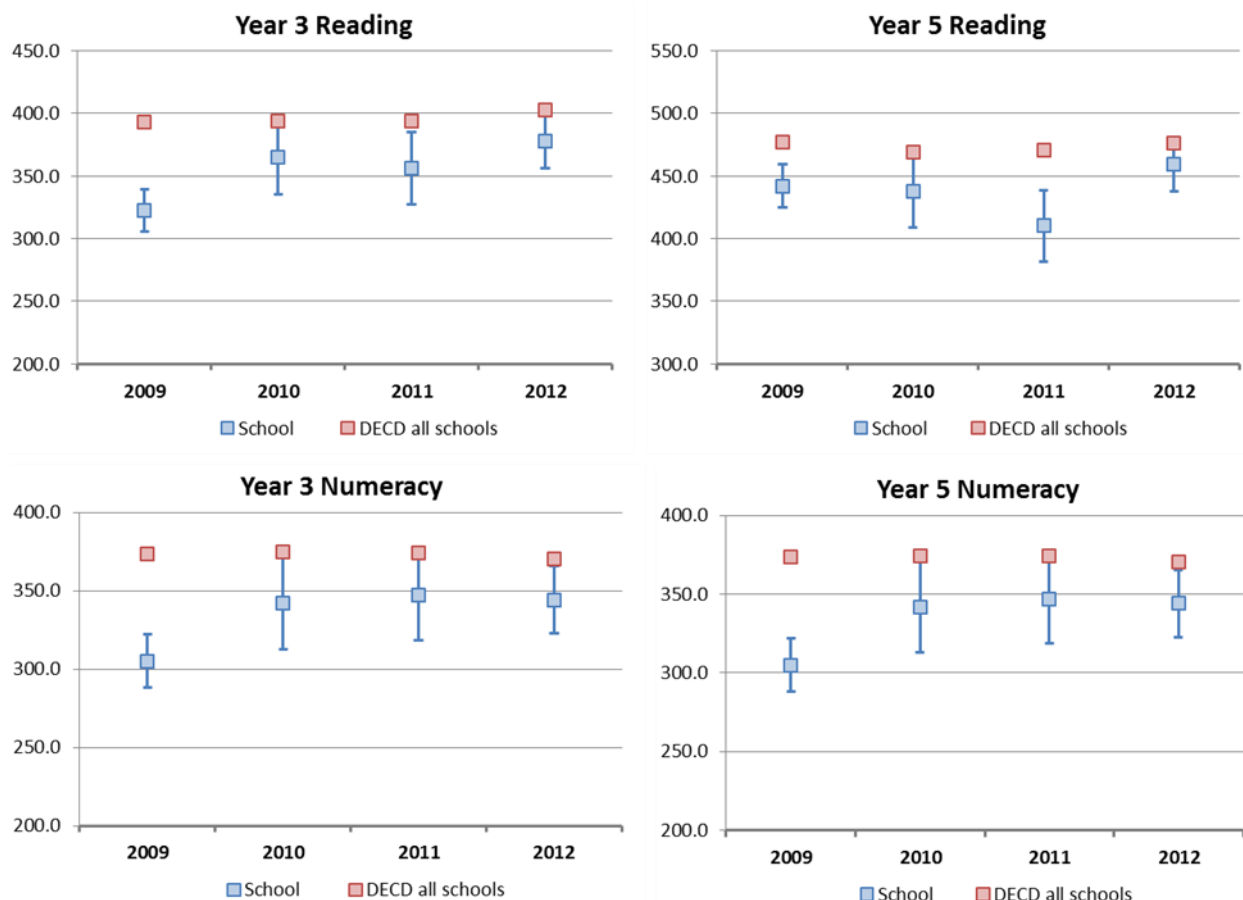 Year 3 Reading
450.0
400.0
350.0
300.0
250.0
200.0
2009 2010 2011 2012
School DECD all schools
Year 5 Reading
550.0
500.0
450.0
400.0
350.0
300.0
2009 2010 2011 2012
School DECD all schools
Year 3 Numeracy
400.0
350.0
300.0
250.0
200.0
2009 2010 2011 2012
School DECD all schools
Year 5 Numeracy
400.0
350.0
300.0
250.0
200.0
2009 2010 2011 2012
School DECD all schools